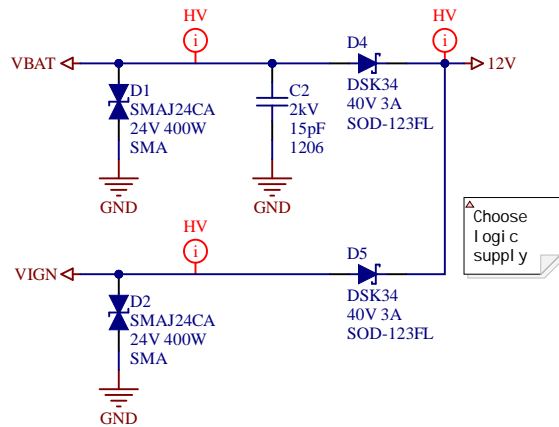 HV
i
HV
i
VBAT
D4
12V
D1
SMAJ24CA
24V 400W
SMA
C2
2kV
15pF
1206
DSK34
40V 3A
SOD-123FL
GND
GND
Choose
logic
supply
HV
i
VIGN
D5
D2
SMAJ24CA
24V 400W
SMA
DSK34
40V 3A
SOD-123FL
GND